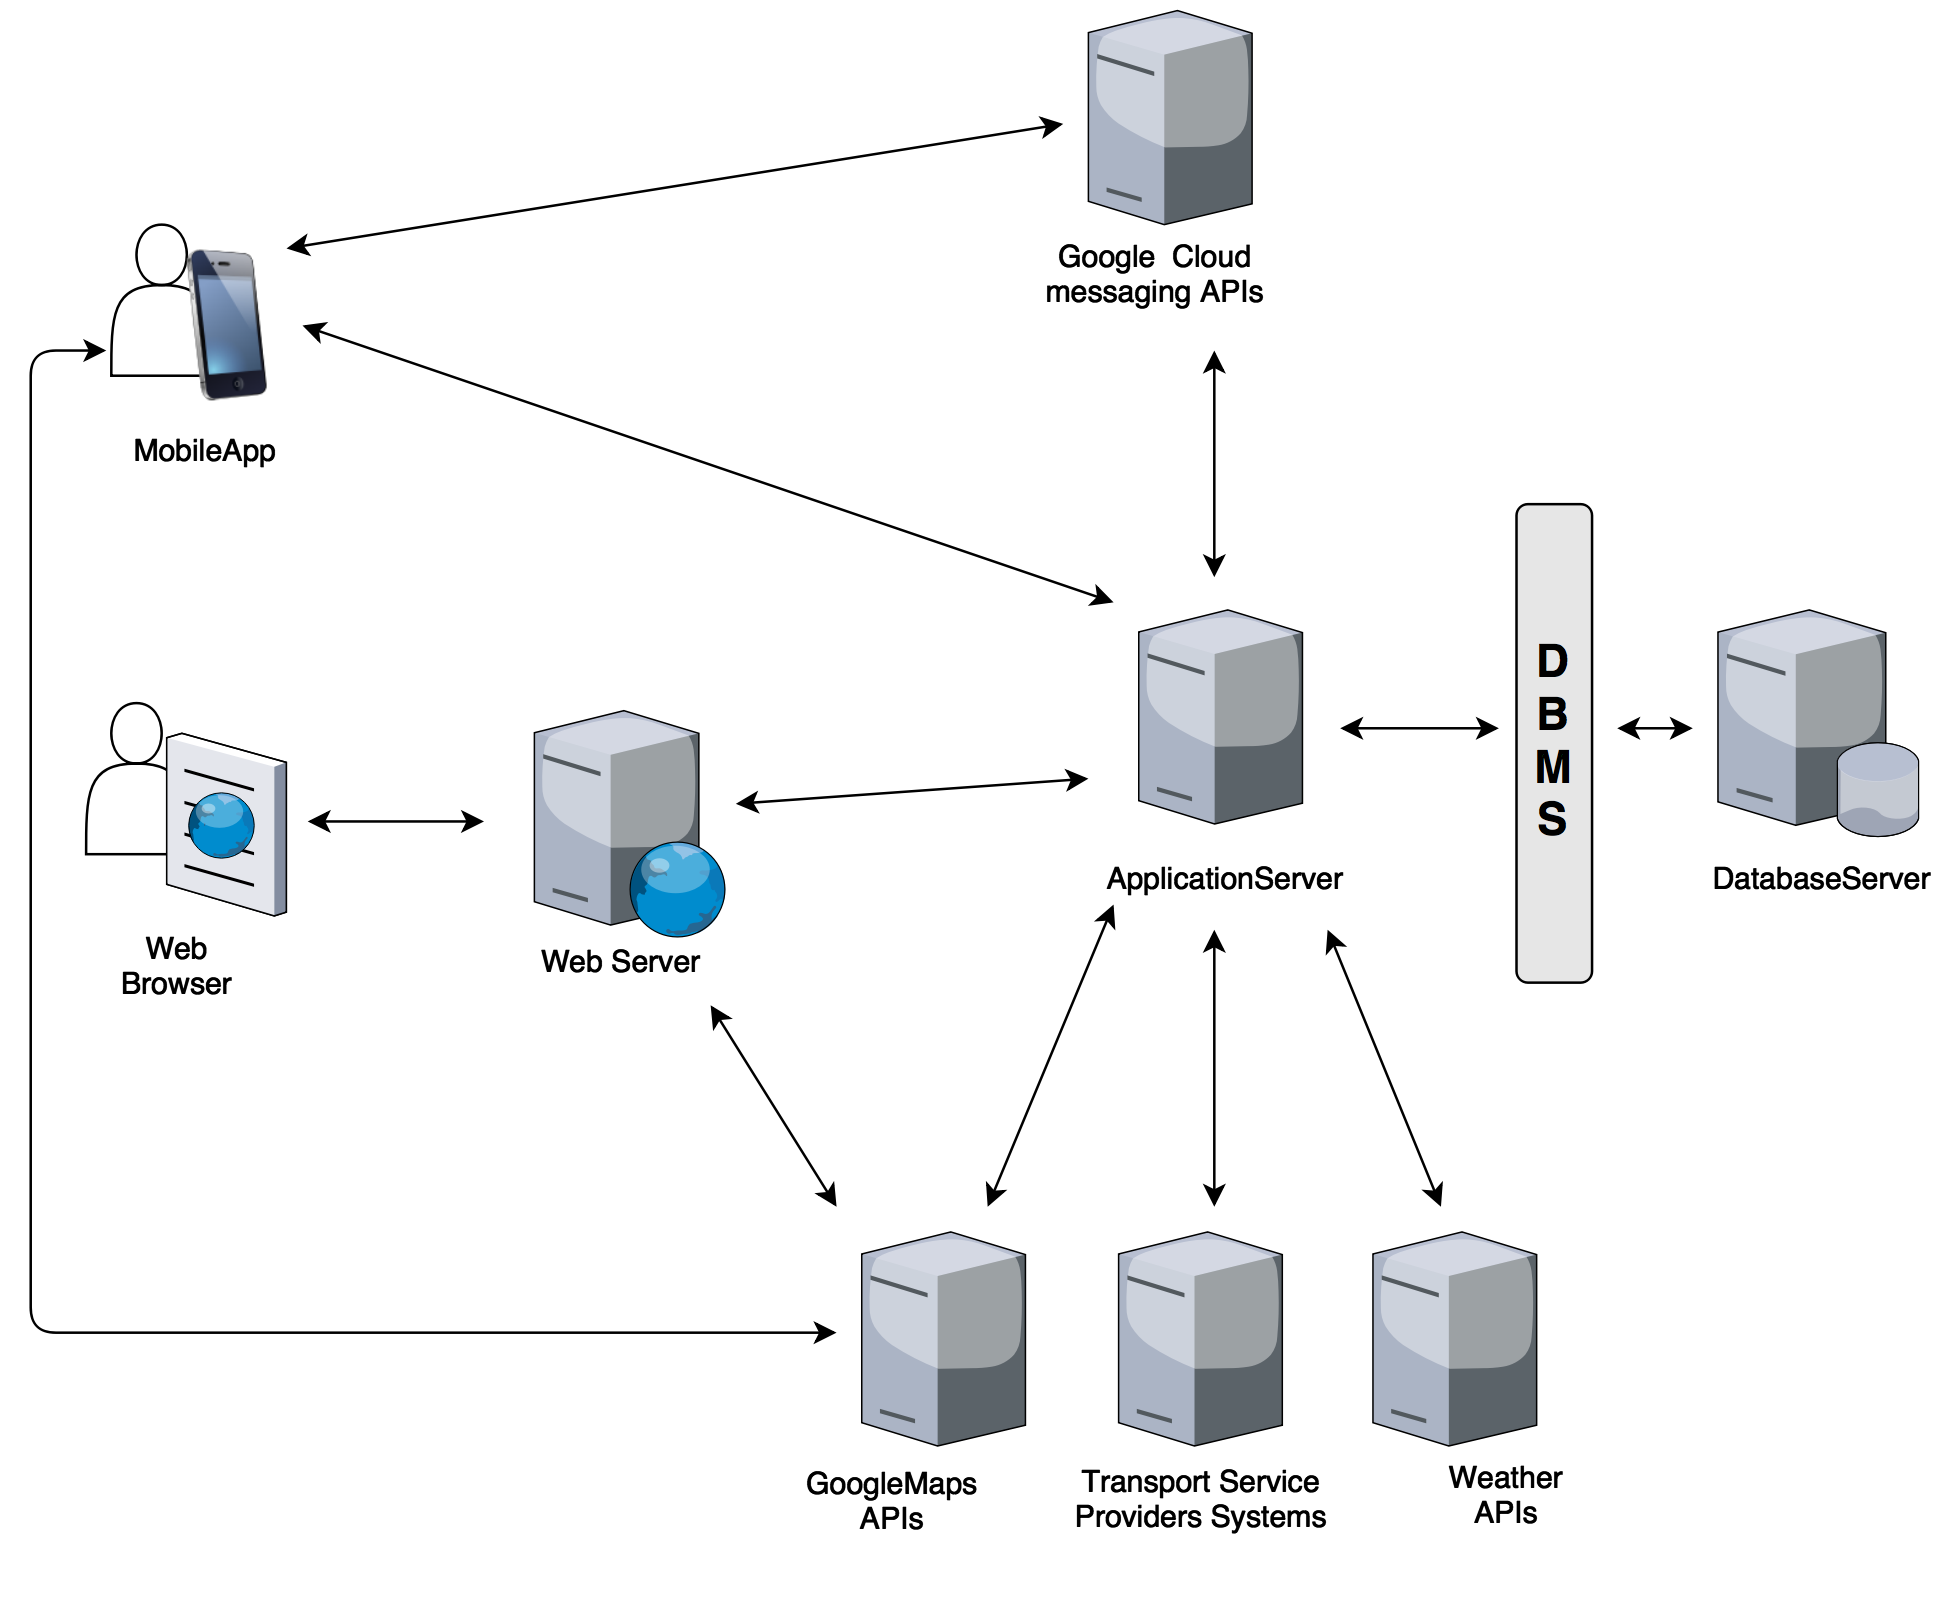 Google  Cloud
messaging APIs
MobileApp
D
B
M
S
ApplicationServer
DatabaseServer
Web
Browser
Web Server
GoogleMaps
APIs
Transport Service
Providers Systems
Weather
APIs